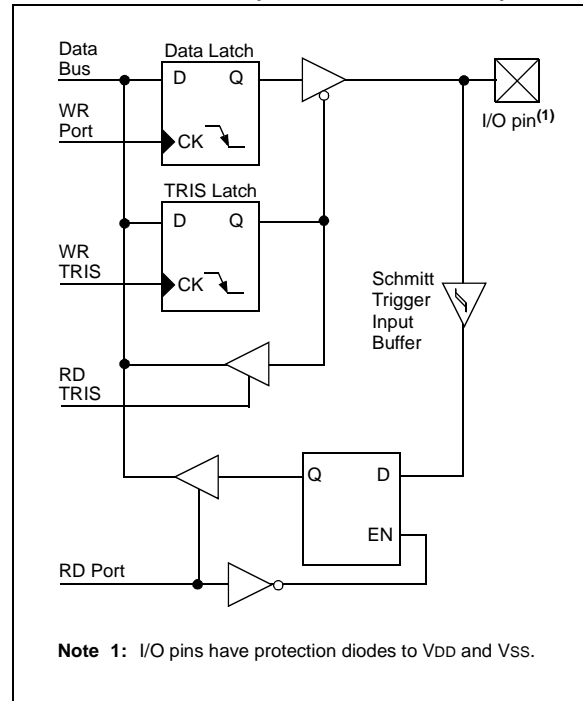 Data
Bus
Data Latch
D Q
WR
Port
CK
I/O pin(1)
TRIS Latch
D Q
WR
TRIS
CK
Schmitt
Trigger
Input
Buffer
RD
TRIS
Q D
EN
RD Port
Note 1: I/O pins have protection diodes to VDD and VSS.